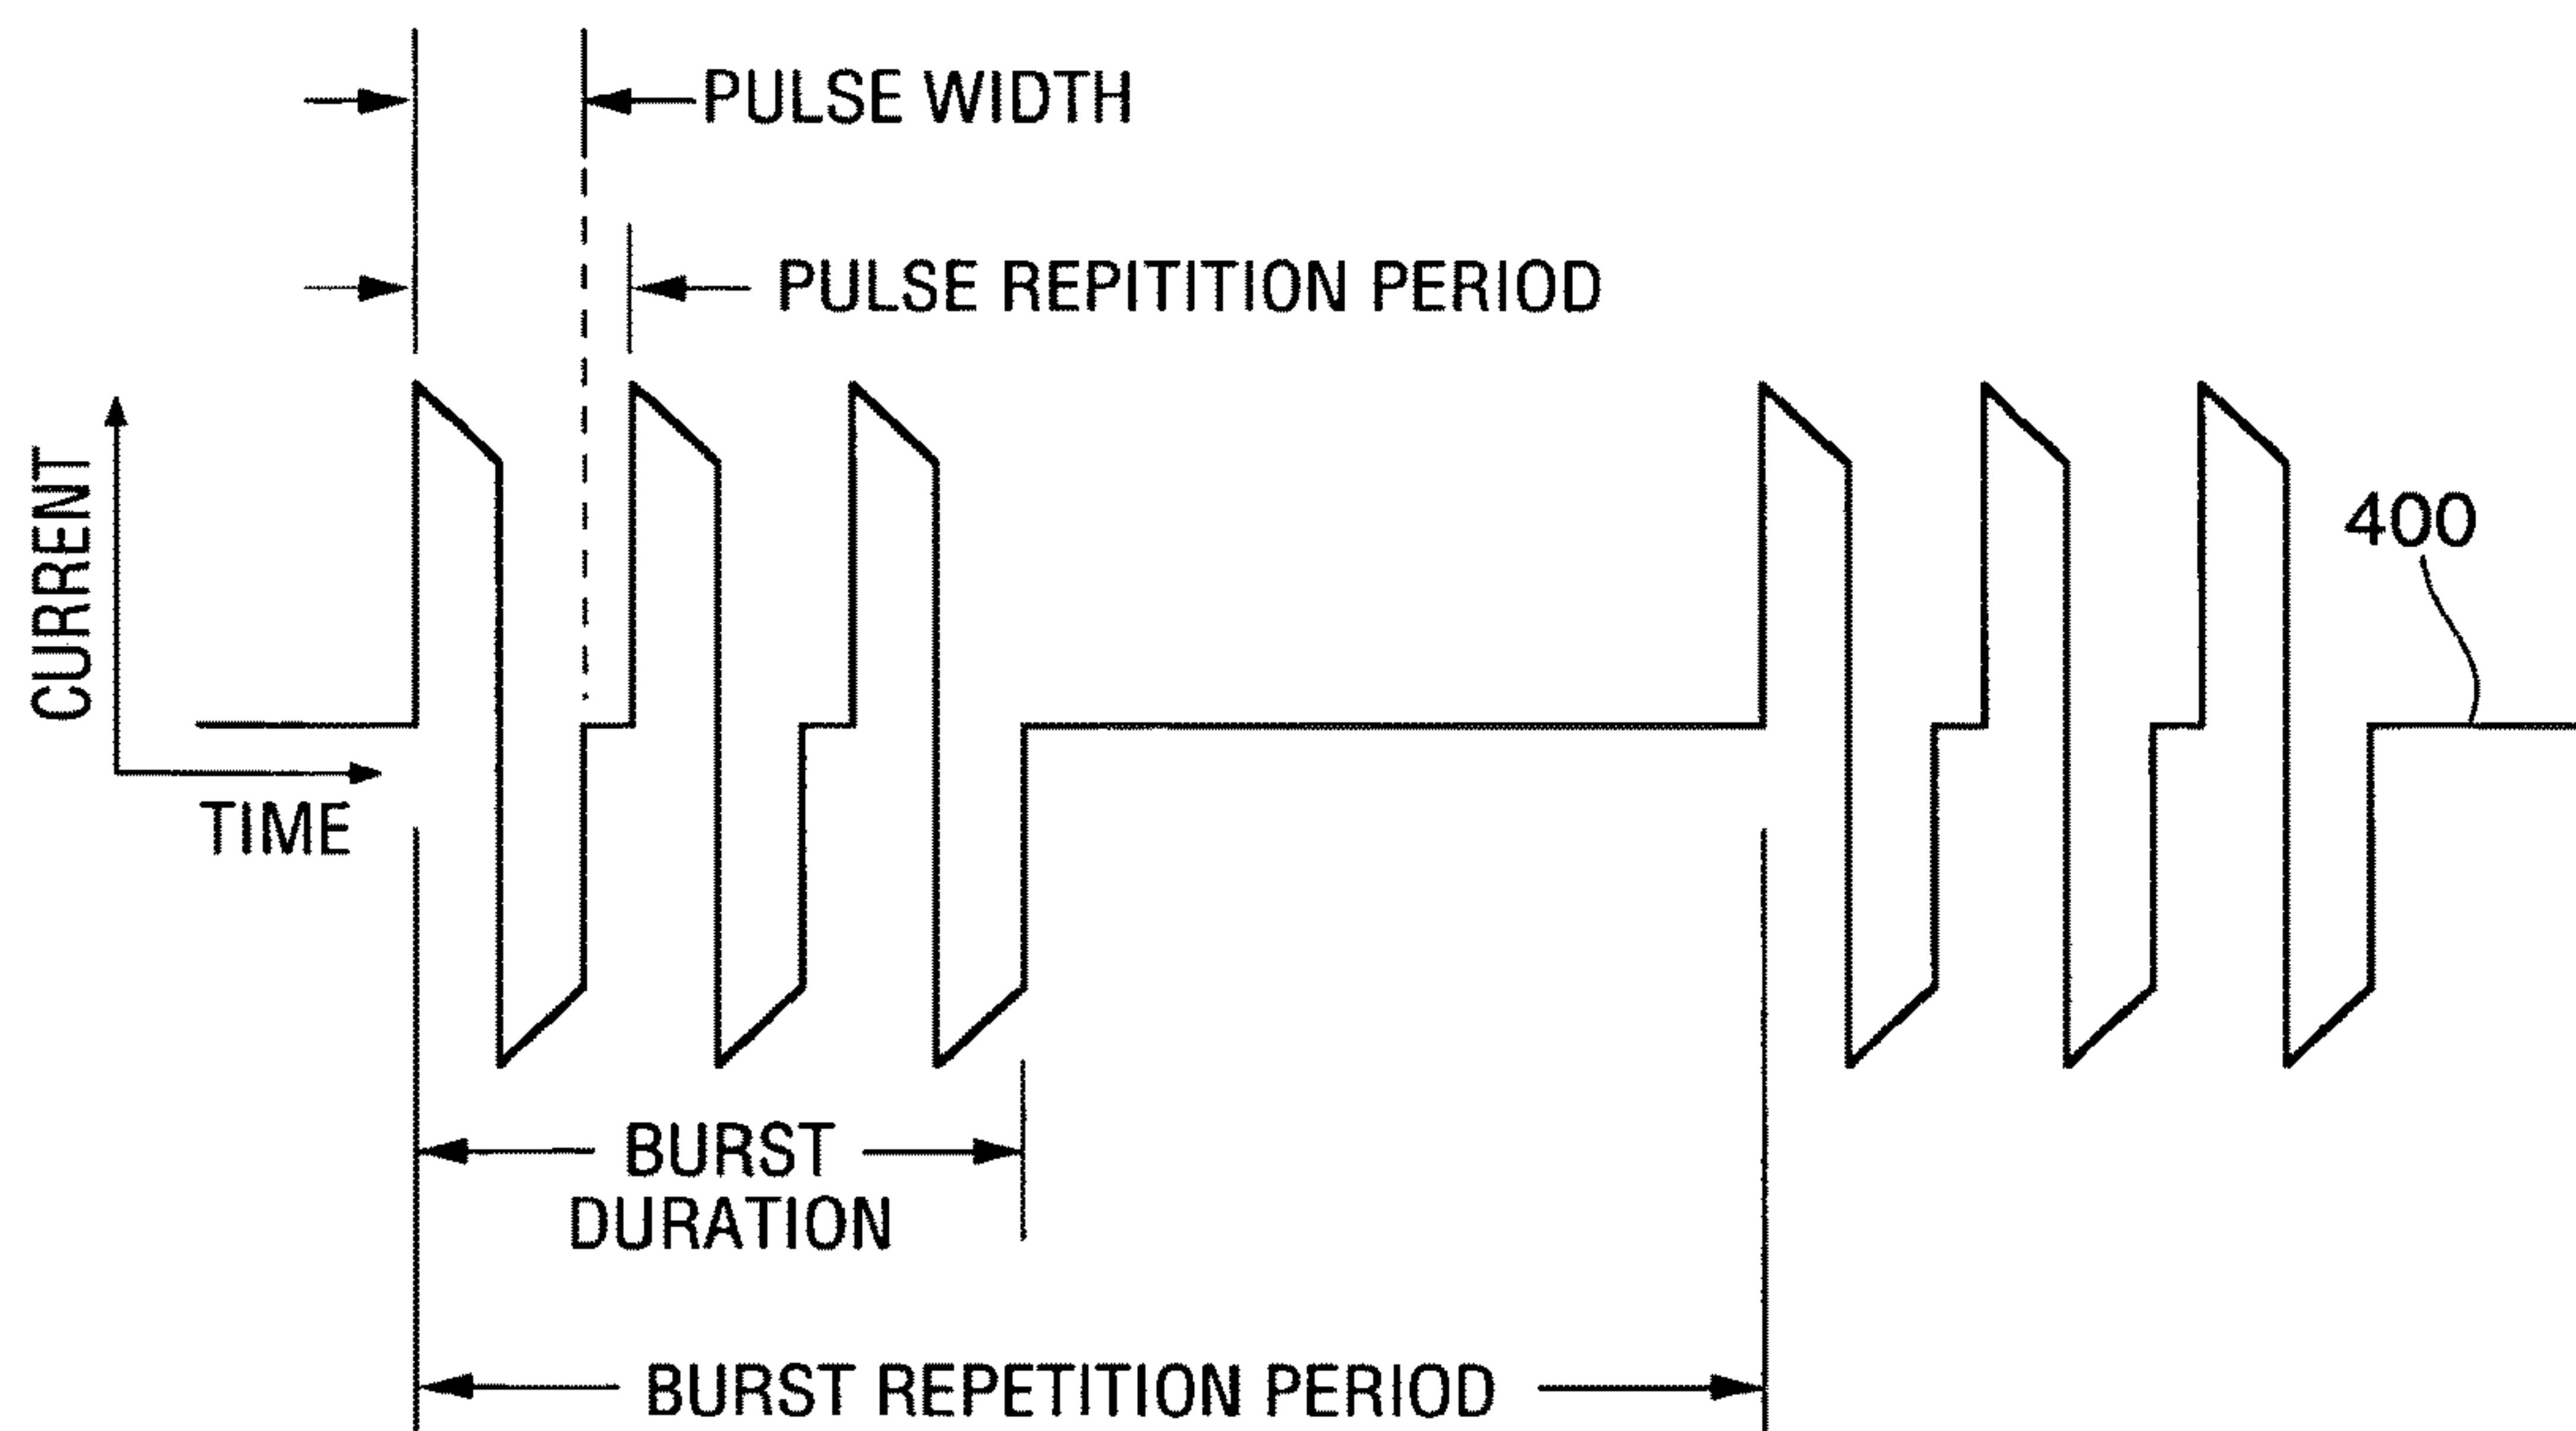 PULSE WIDTH
PULSE REPITITION PERIOD
CURRENT
400
TIME
BURST
DURATION
BURST REPETITION PERIOD